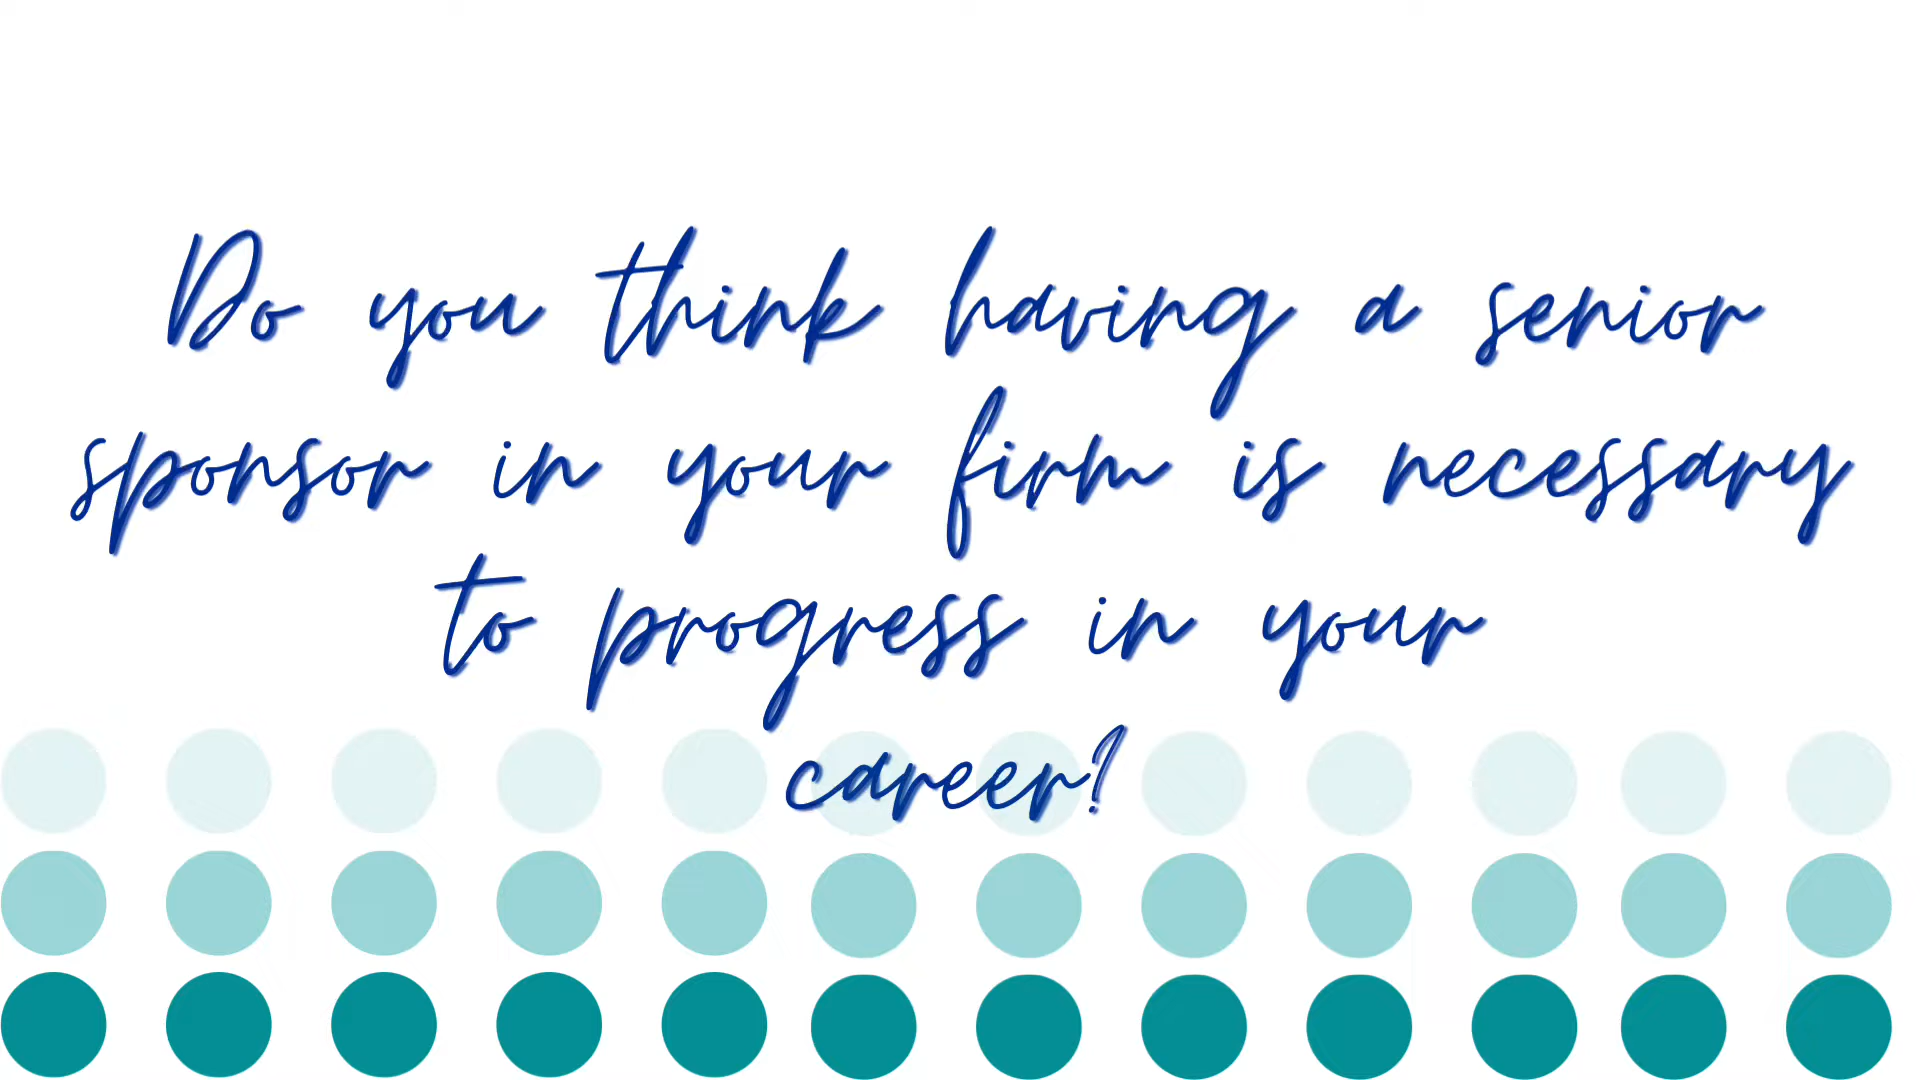 Do you think having a senior
sponsor in your firm is necessary
to progress in your
career?